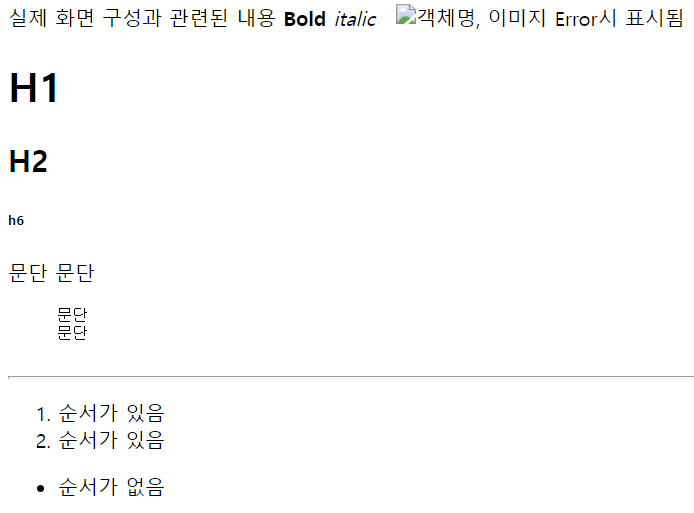 실제 화면 구성과 관련된 내용 Bold italic 객체명, 이미지 Error시 표시됨
H1
H2
h6
문단 문단
문단
문단
1. 순서가 있음
2. 순서가 있음
• 순서가 없음